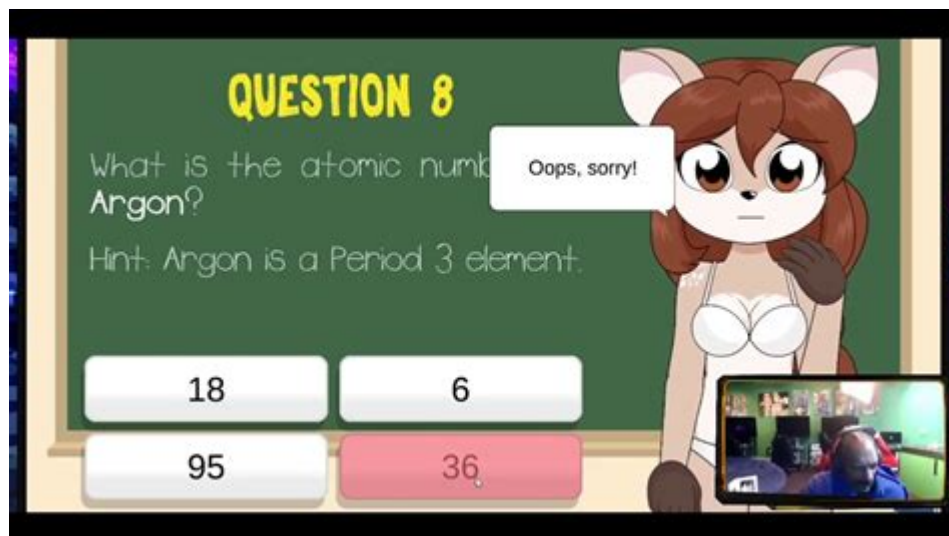 QUESTION 8
What is the atomic
Oops, sorry!
Argon?
Hint: Argon is a Period 3 element.
18
6
95
36